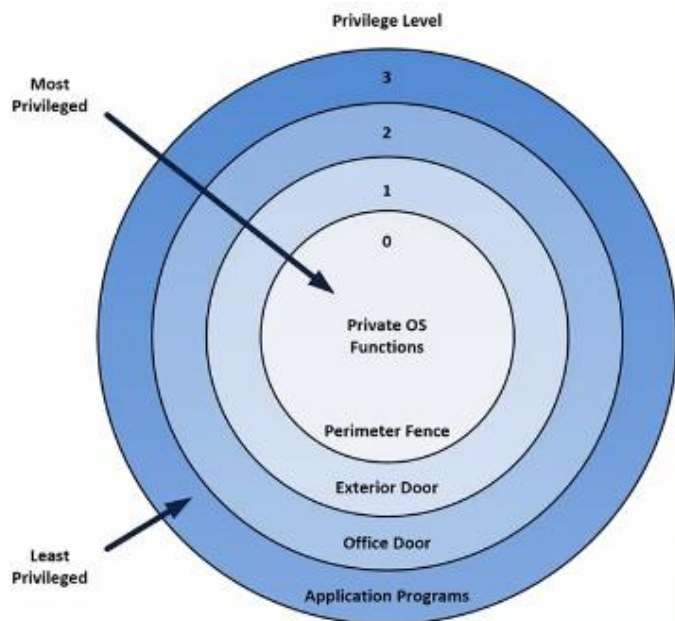 Privilege Level
3
Most
Privileged
2
1
0
Private OS
Functions
Perimeter Fence
Exterior Door
Office Door
Least
Privileged
Application Programs